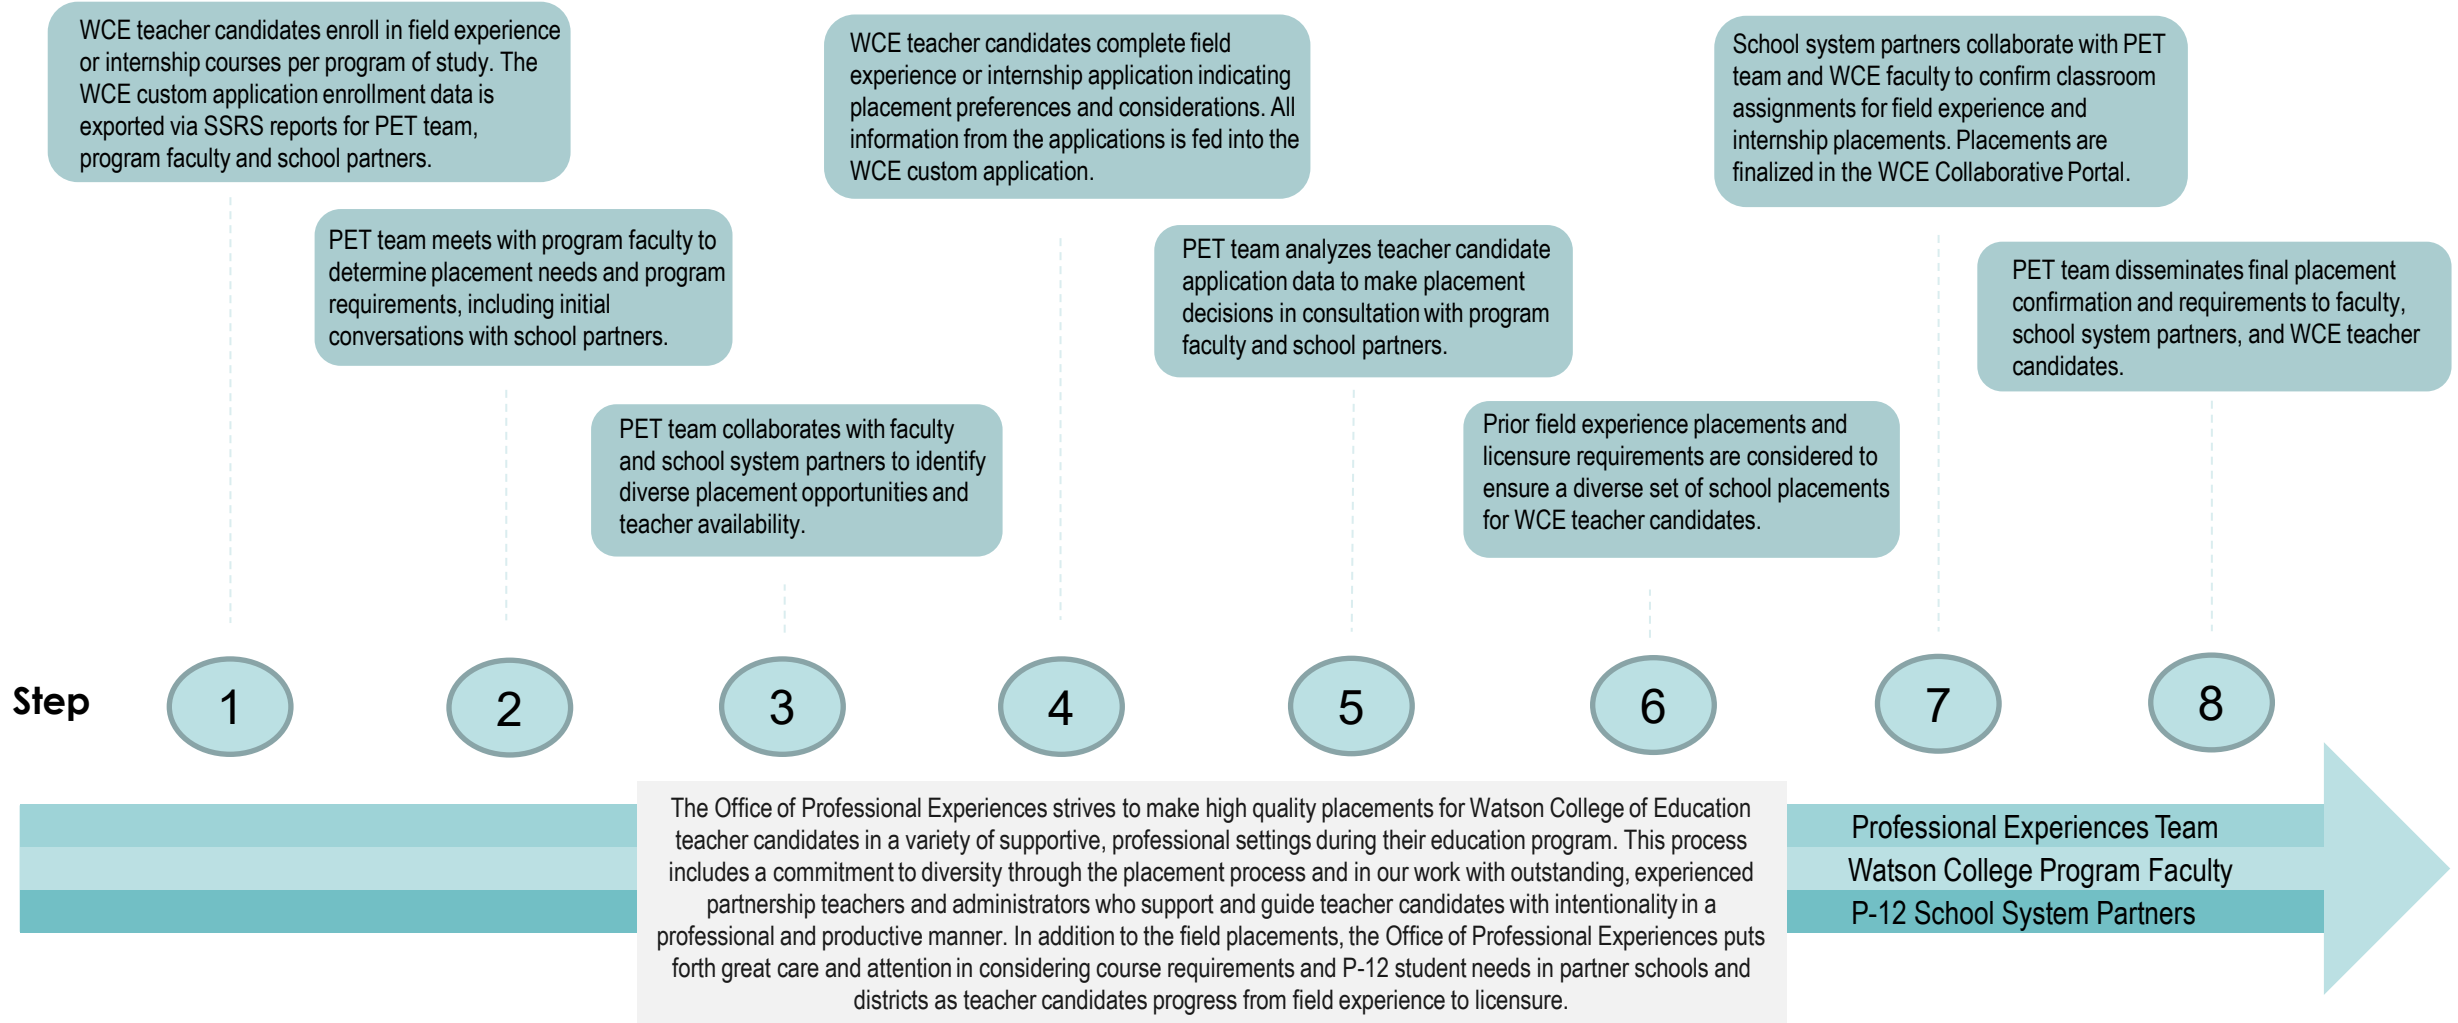 WCE teacher candidates enroll in field experience
or internship courses per program of study. The
WCE custom application enrollment data is
exported via SSRS reports for PET team,
program faculty and school partners.
PET team meets with program faculty to
determine placement needs and program
requirements, including initial
conversations with school partners.
PET team collaborates with faculty
and school system partners to identify
diverse placement opportunities and
teacher availability.
WCE teacher candidates complete field
experience or internship application indicating
placement preferences and considerations. All
information from the applications is fed into the
WCE custom application.
PET team analyzes teacher candidate
application data to make placement
decisions in consultation with program
faculty and school partners.
Prior field experience placements and
licensure requirements are considered to
ensure a diverse set of school placements
for WCE teacher candidates.
School system partners collaborate with PET
team and WCE faculty to confirm classroom
assignments for field experience and
internship placements. Placements are
finalized in the WCE Collaborative Portal.
PET team disseminates final placement
confirmation and requirements to faculty,
school system partners, and WCE teacher
candidates.
Step 1 2 3 4 5 6 7 8
The Office of Professional Experiences strives to make high quality placements for Watson College of Education
teacher candidates in a variety of supportive, professional settings during their education program. This process
includes a commitment to diversity through the placement process and in our work with outstanding, experienced
partnership teachers and administrators who support and guide teacher candidates with intentionality in a
professional and productive manner. In addition to the field placements, the Office of Professional Experiences puts
forth great care and attention in considering course requirements and P-12 student needs in partner schools and
districts as teacher candidates progress from field experience to licensure.
Professional Experiences Team
Watson College Program Faculty
P-12 School System Partners